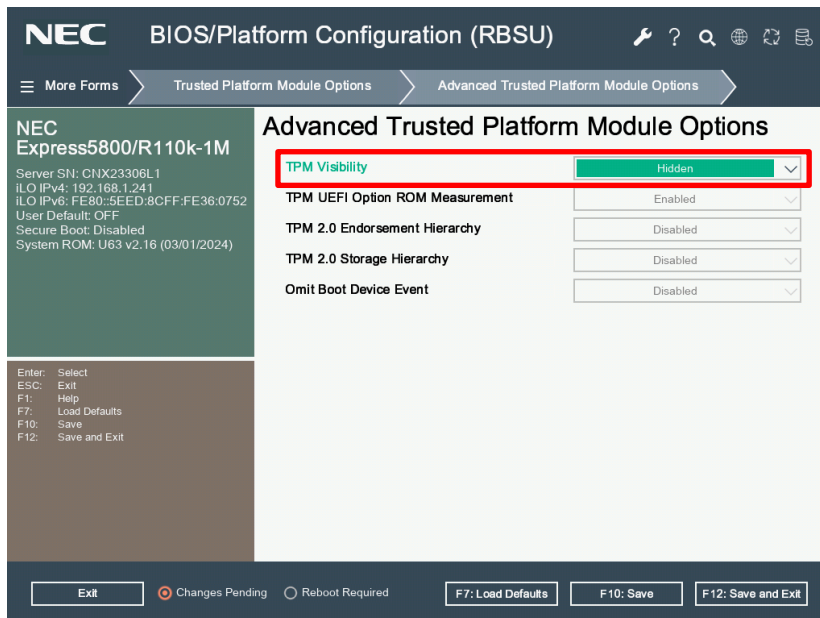 NEC BIOS/Platform Configuration (RBSU)
More Forms Trusted Platform Module Options Advanced Trusted Platform Module Options
NEC
Express5800/R110k-1M
Server SN: CNX23306L1
iLO IPv4: 192.168.1.241
iLO IPv6: FE80::5EED:8CFF:FE36:0752
User Default: OFF
Secure Boot: Disabled
System ROM: U63 v2.16 (03/01/2024)
Enter: Select
ESC: Exit
F1: Help
F7: Load Defaults
F10: Save
F12: Save and Exit
Advanced Trusted Platform Module Options
TPM Visibility Hidden
TPM UEFI Option ROM Measurement Enabled
TPM 2.0 Endorsement Hierarchy Disabled
TPM 2.0 Storage Hierarchy Disabled
Omit Boot Device Event Disabled
Exit Changes Pending Reboot Required F7: Load Defaults F10: Save F12: Save and Exit